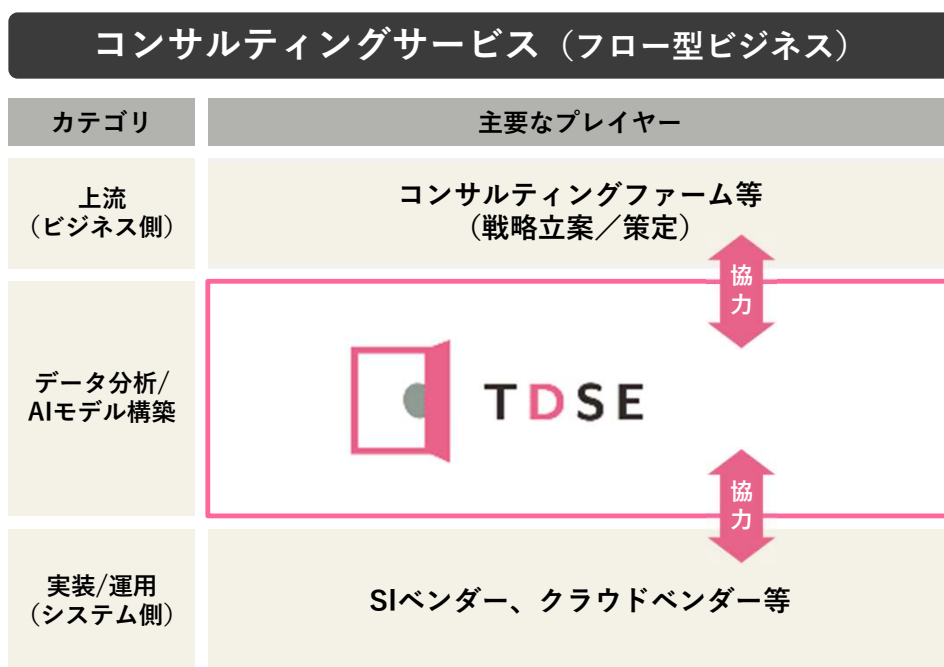 コンサルティングサービス（フロー型ビジネス）
カテゴリ
主要なプレイヤー
上流
（ビジネス側）
コンサルティングファーム等
（戦略立案／策定）
協
力
データ分析/
AIモデル構築
TDSE
協
力
実装/運用
（システム側）
SIベンダー、クラウドベンダー等